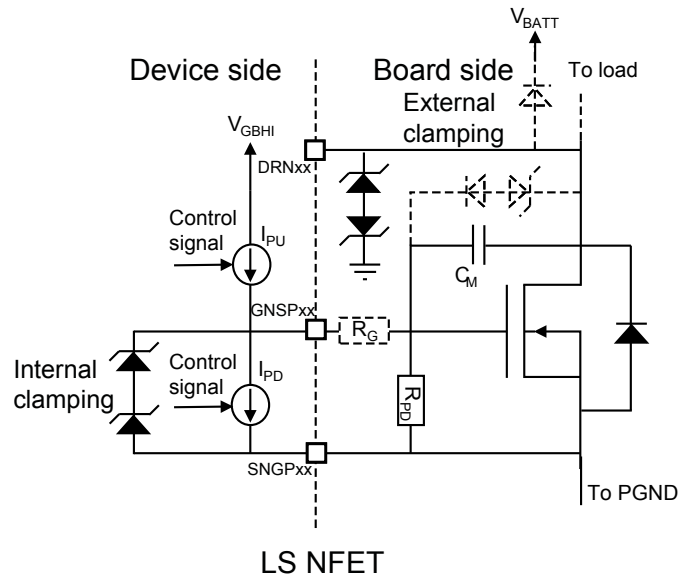 V_BATT
Device side
Board side
To load
External
clamping
V_GBHI
DRNxx
Control
signal
I_PU
C_M
GNSPxx
R_G
Internal
clamping
Control
signal
I_PD
R_PD
SNGPxx
To PGND
LS NFET